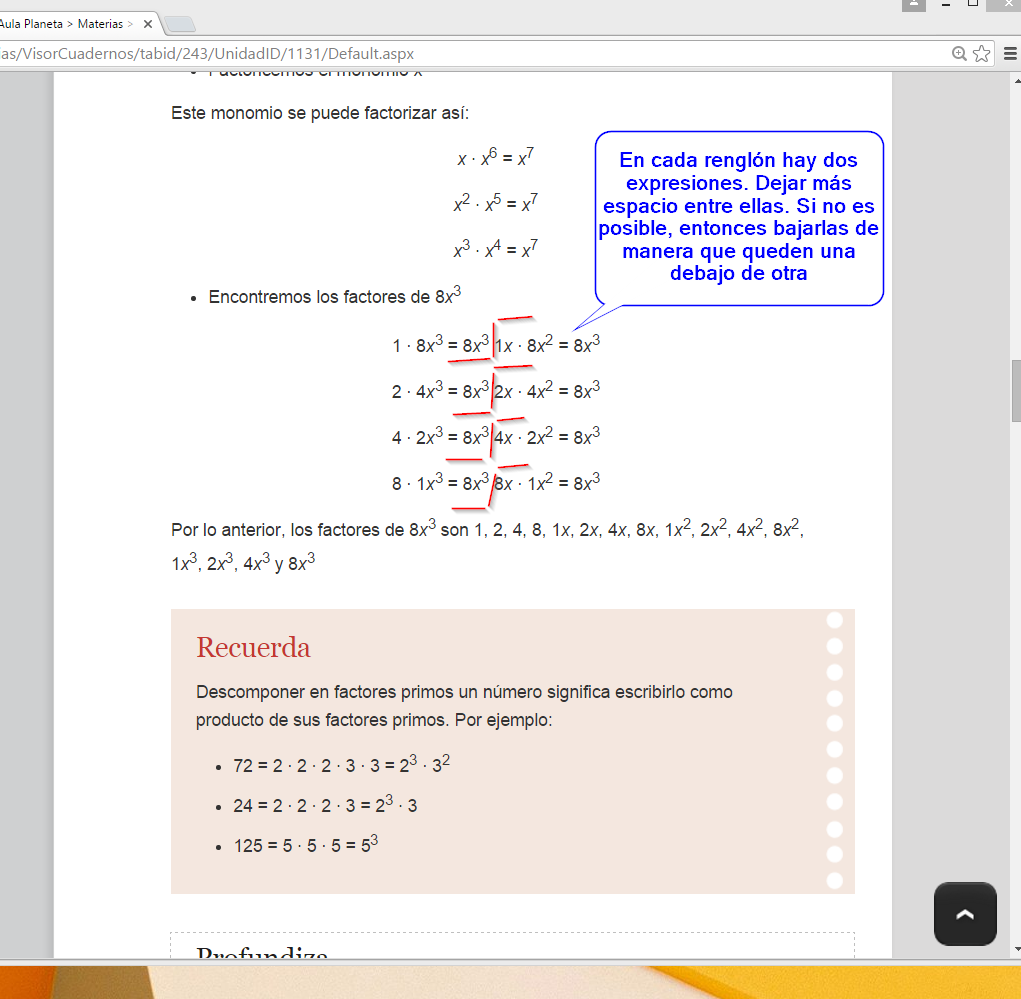 Aula Planeta > Materias >
as/VisorCuadernos/tabid/243/UnidadID/1131/Default.aspx
Este monomio se puede factorizar así:
x · x⁶ = x⁷
x² · x⁵ = x⁷
x³ · x⁴ = x⁷
En cada renglón hay dos
expresiones. Dejar más
espacio entre ellas. Si no es
posible, entonces bajarlas de
manera que queden una
debajo de otra
• Encontremos los factores de 8x³
1 · 8x³ = 8x³ 1x · 8x² = 8x³
2 · 4x³ = 8x³ 2x · 4x² = 8x³
4 · 2x³ = 8x³ 4x · 2x² = 8x³
8 · 1x³ = 8x³ 8x · 1x² = 8x³
Por lo anterior, los factores de 8x³ son 1, 2, 4, 8, 1x, 2x, 4x, 8x, 1x², 2x², 4x², 8x²,
1x³, 2x³, 4x³ y 8x³
Recuerda
Descomponer en factores primos un número significa escribirlo como
producto de sus factores primos. Por ejemplo:
• 72 = 2 · 2 · 2 · 3 · 3 = 2³ · 3²
• 24 = 2 · 2 · 2 · 3 = 2³ · 3
• 125 = 5 · 5 · 5 = 5³
Profundiza